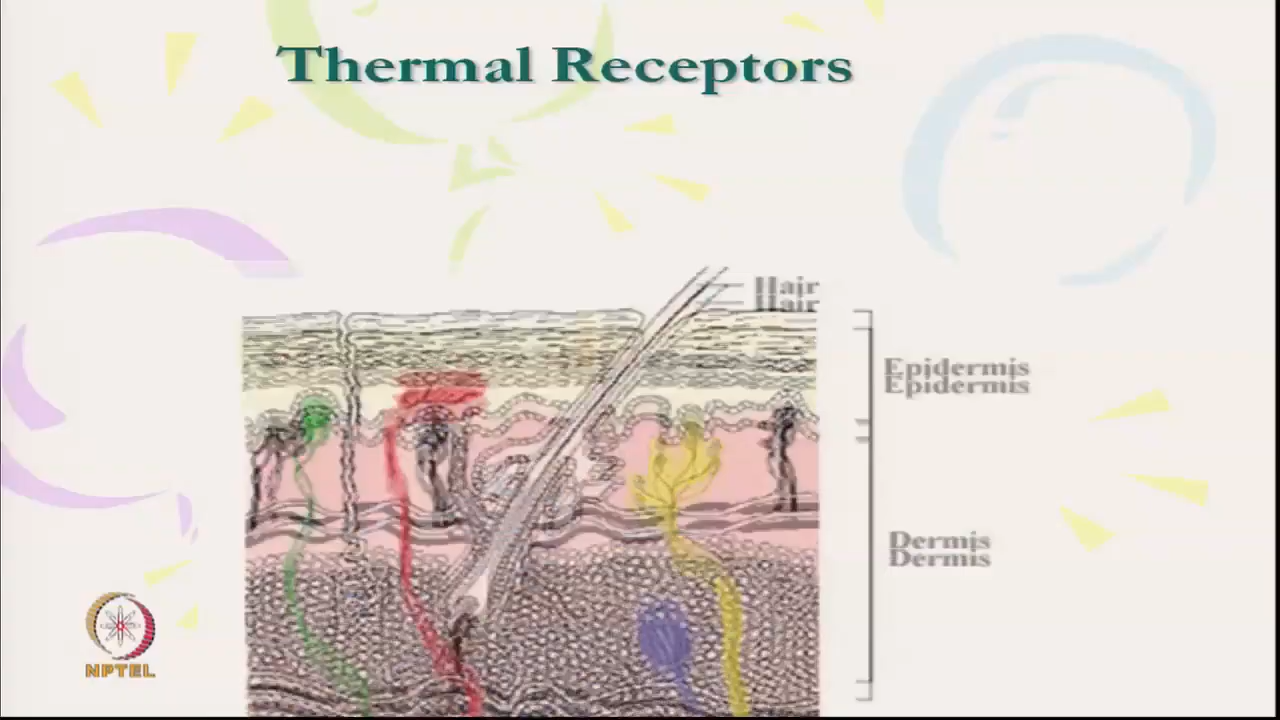 Thermal Receptors
Hair
Hair
Epidermis
Epidermis
Dermis
Dermis
NPTEL